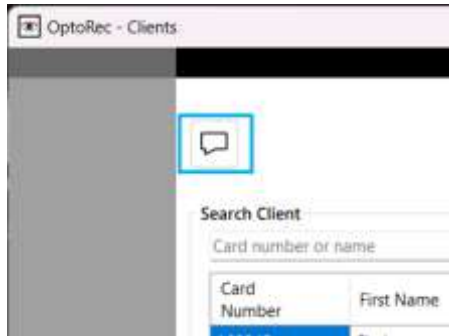 OptoRec - Clients
Search Client
Card number or name
Card
Number
First Name